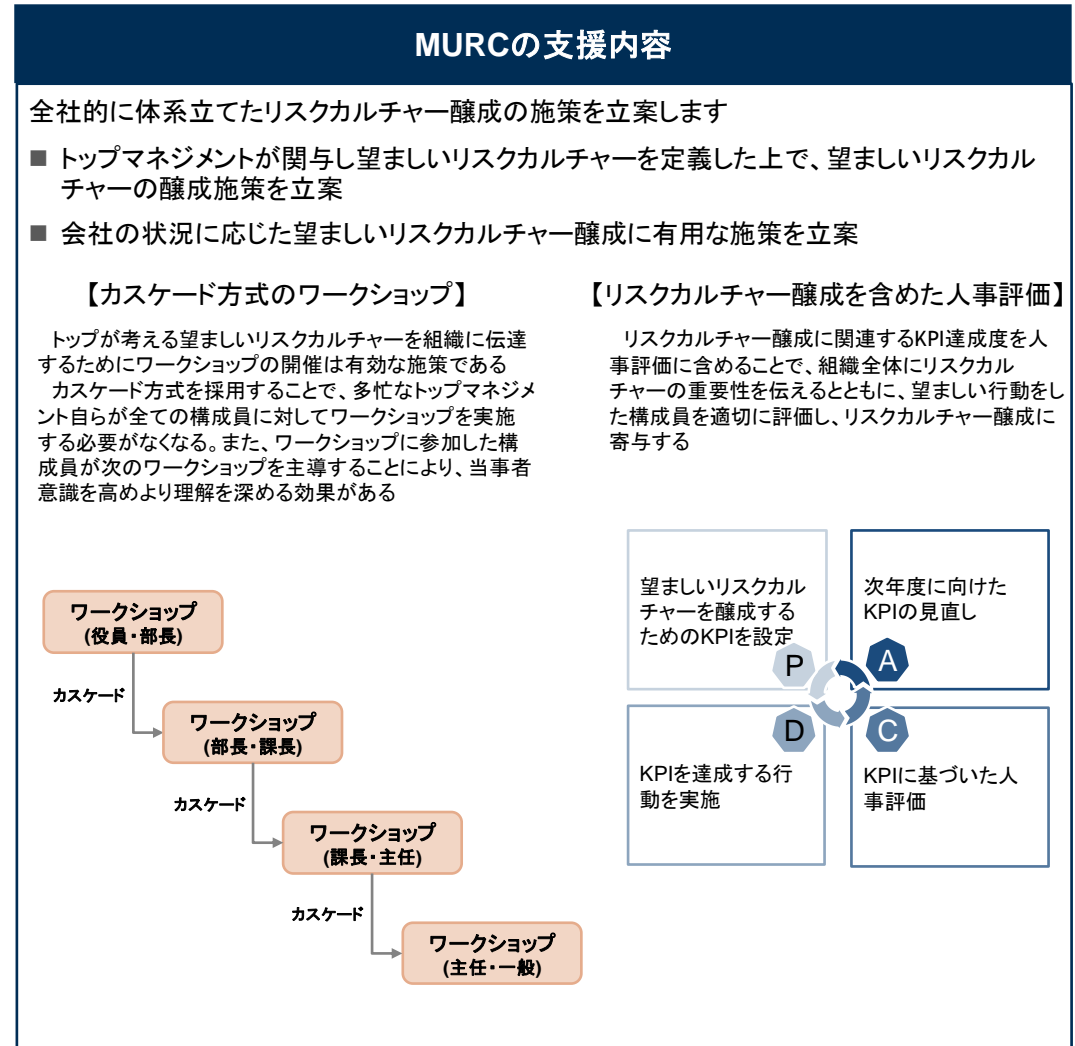 MURCの支援内容
全社的に体系立てたリスクカルチャー醸成の施策を立案します
■ トップマネジメントが関与し望ましいリスクカルチャーを定義した上で、望ましいリスクカル
チャーの醸成施策を立案
■ 会社の状況に応じた望ましいリスクカルチャー醸成に有用な施策を立案
【カスケード方式のワークショップ】
トップが考える望ましいリスクカルチャーを組織に伝達
するためにワークショップの開催は有効な施策である
カスケード方式を採用することで、多忙なトップマネジメ
ント自らが全ての構成員に対してワークショップを実施
する必要がなくなる。また、ワークショップに参加した構
成員が次のワークショップを主導することにより、当事者
意識を高めより理解を深める効果がある
ワークショップ
(役員・部長)
カスケード
ワークショップ
(部長・課長)
カスケード
ワークショップ
(課長・主任)
カスケード
ワークショップ
(主任・一般)
【リスクカルチャー醸成を含めた人事評価】
リスクカルチャー醸成に関連するKPI達成度を人
事評価に含めることで、組織全体にリスクカル
チャーの重要性を伝えるとともに、望ましい行動をし
た構成員を適切に評価し、リスクカルチャー醸成に
寄与する
望ましいリスクカル
チャーを醸成する
ためのKPIを設定
P
次年度に向けた
KPIの見直し
A
D
KPIを達成する行
動を実施
C
KPIに基づいた人
事評価